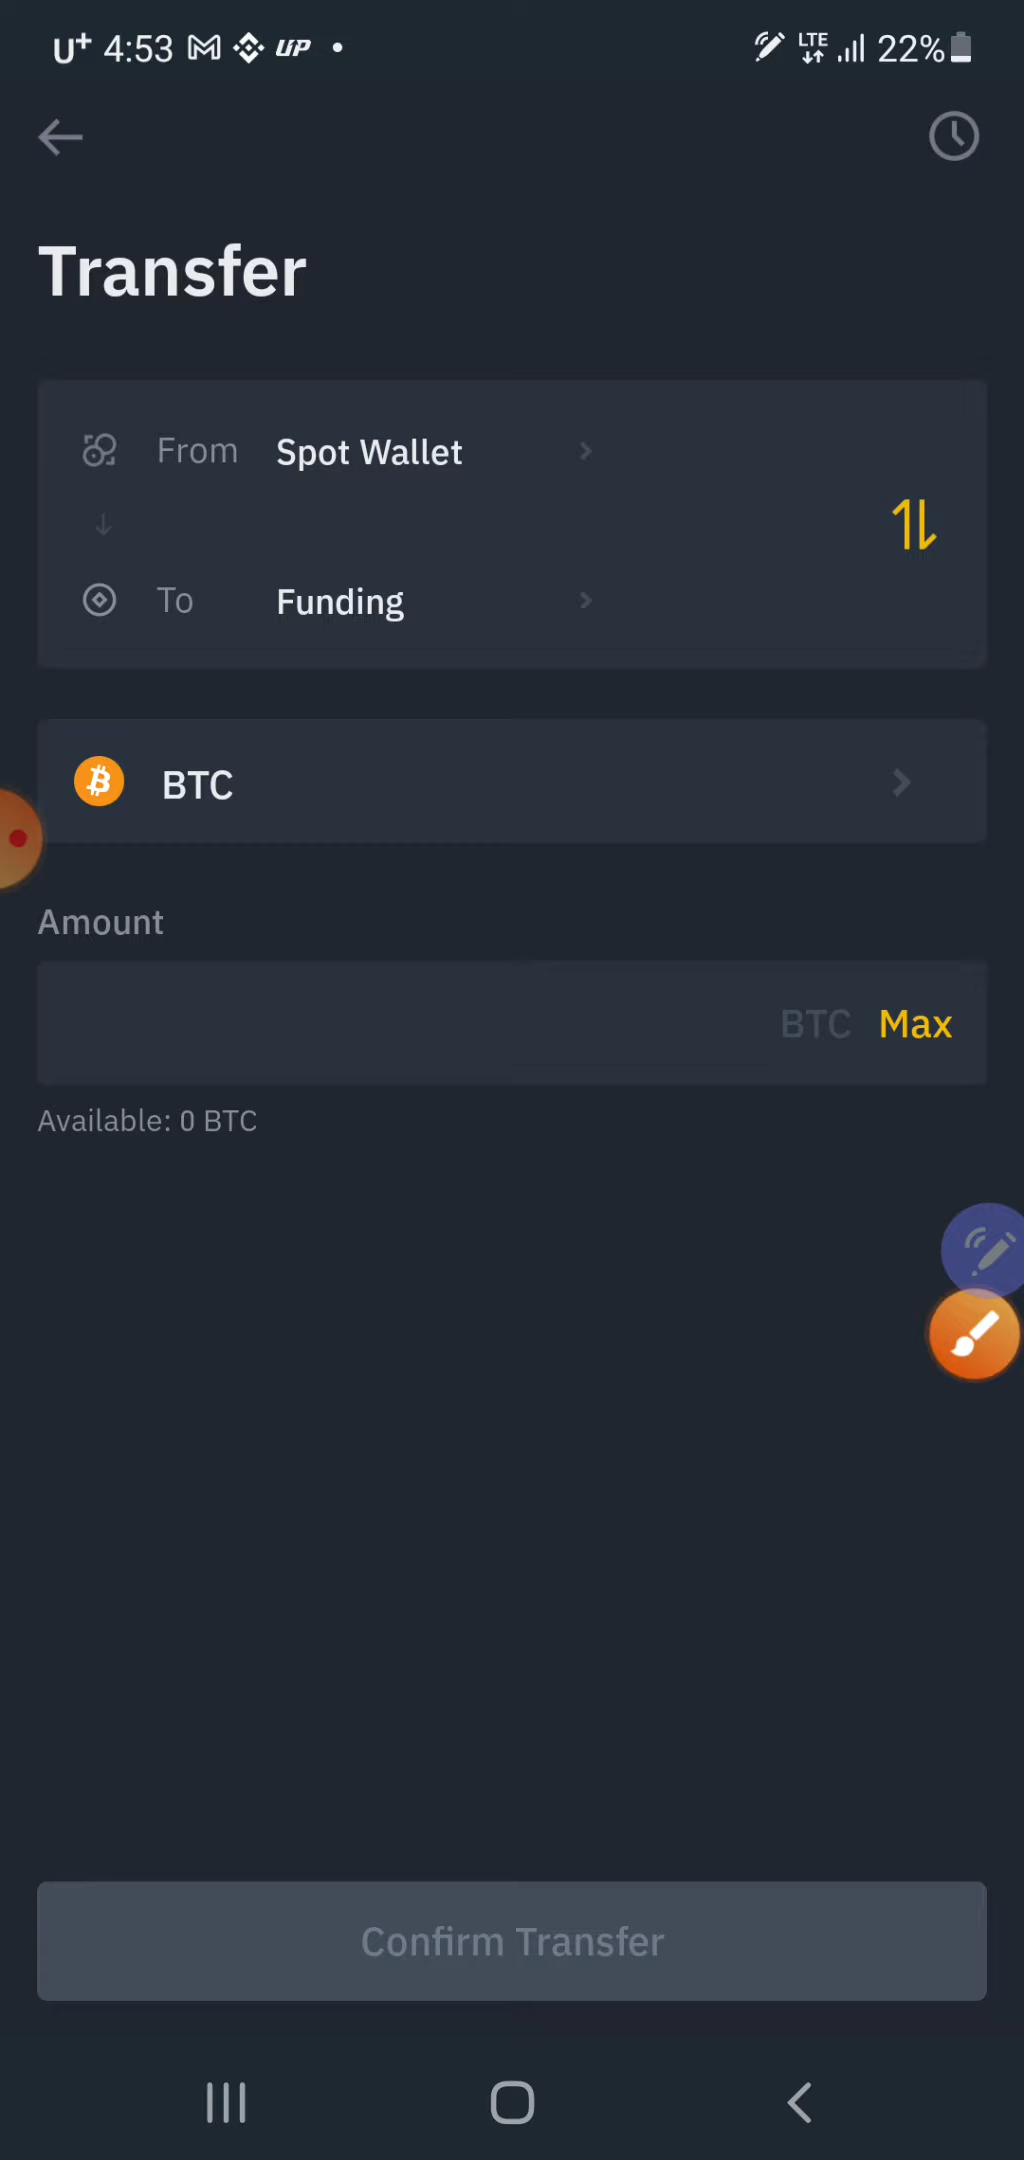 U+ 4:53 UP
LTE 22%
Transfer
From Spot Wallet
To Funding
BTC
Amount
BTC Max
Available: 0 BTC
Confirm Transfer